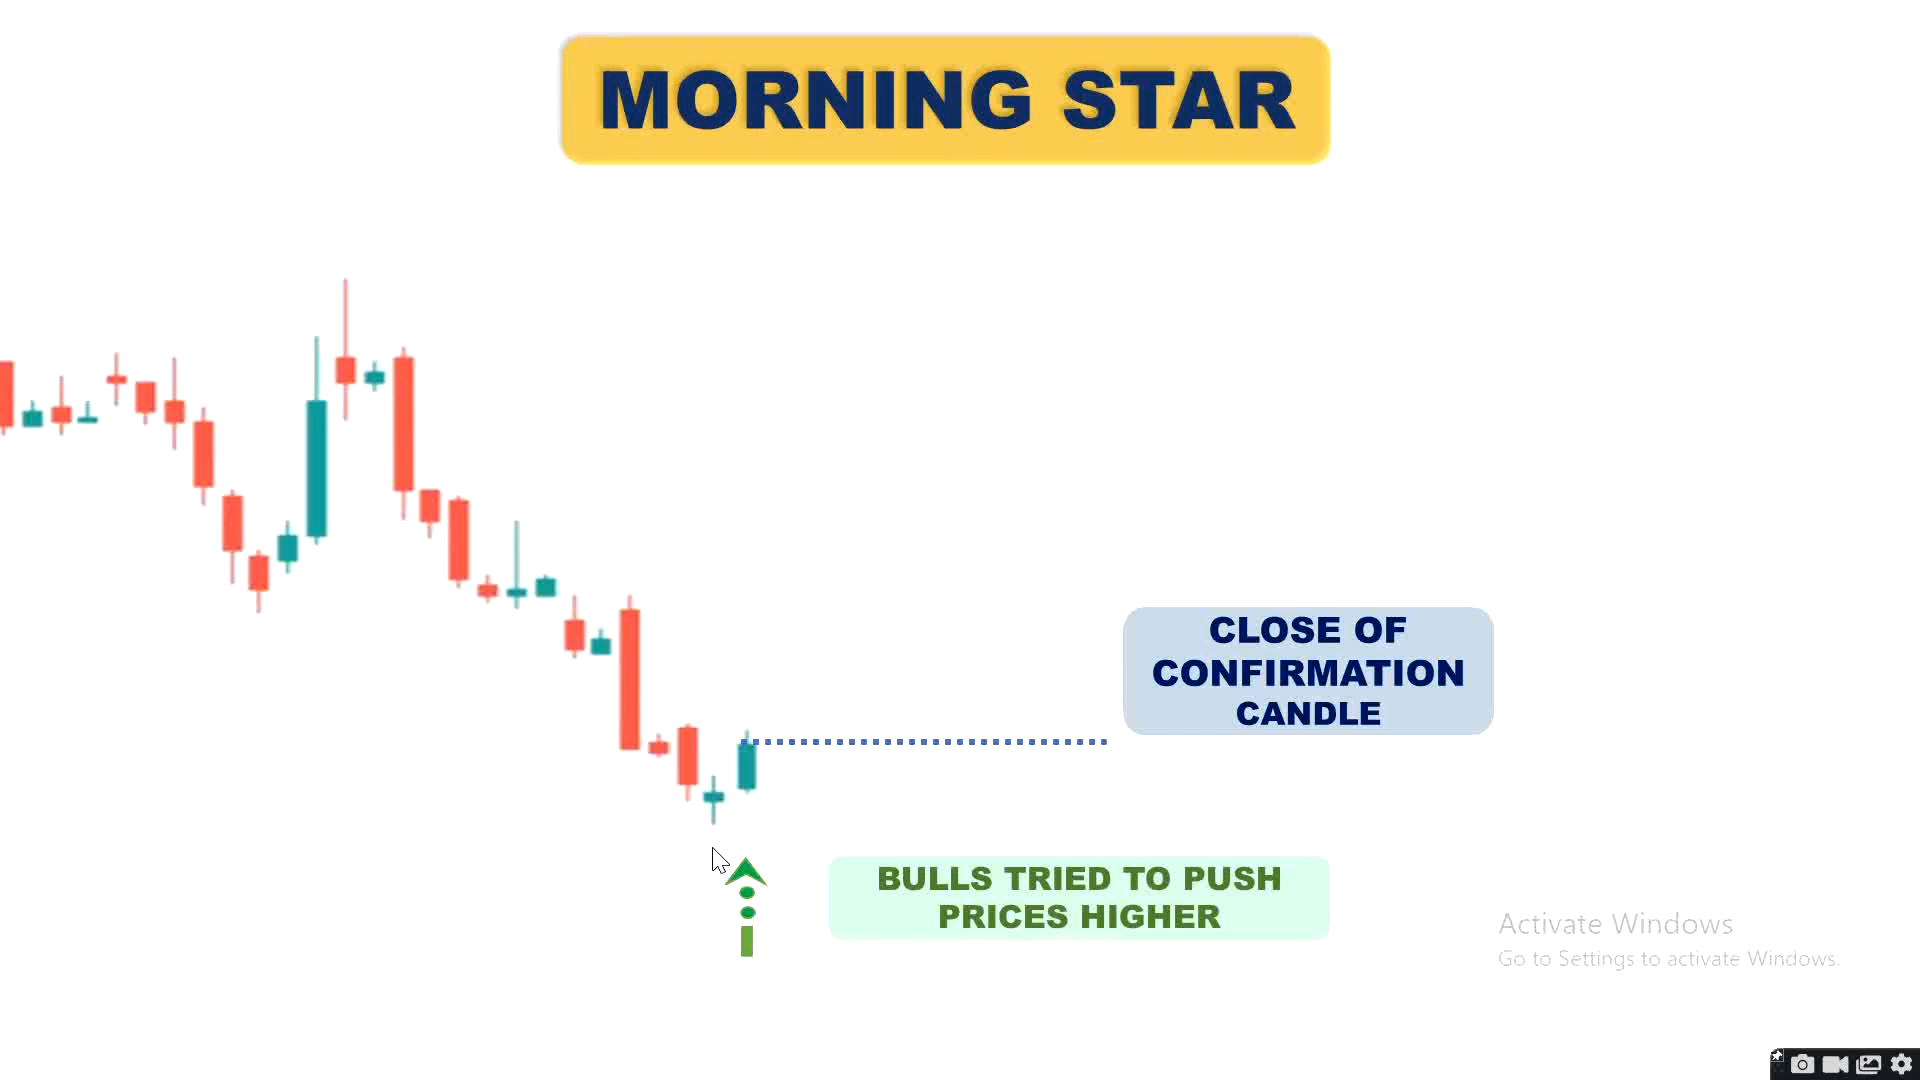 MORNING STAR
CLOSE OF
CONFIRMATION
CANDLE
BULLS TRIED TO PUSH
PRICES HIGHER
Activate Windows
Go to Settings to activate Windows.